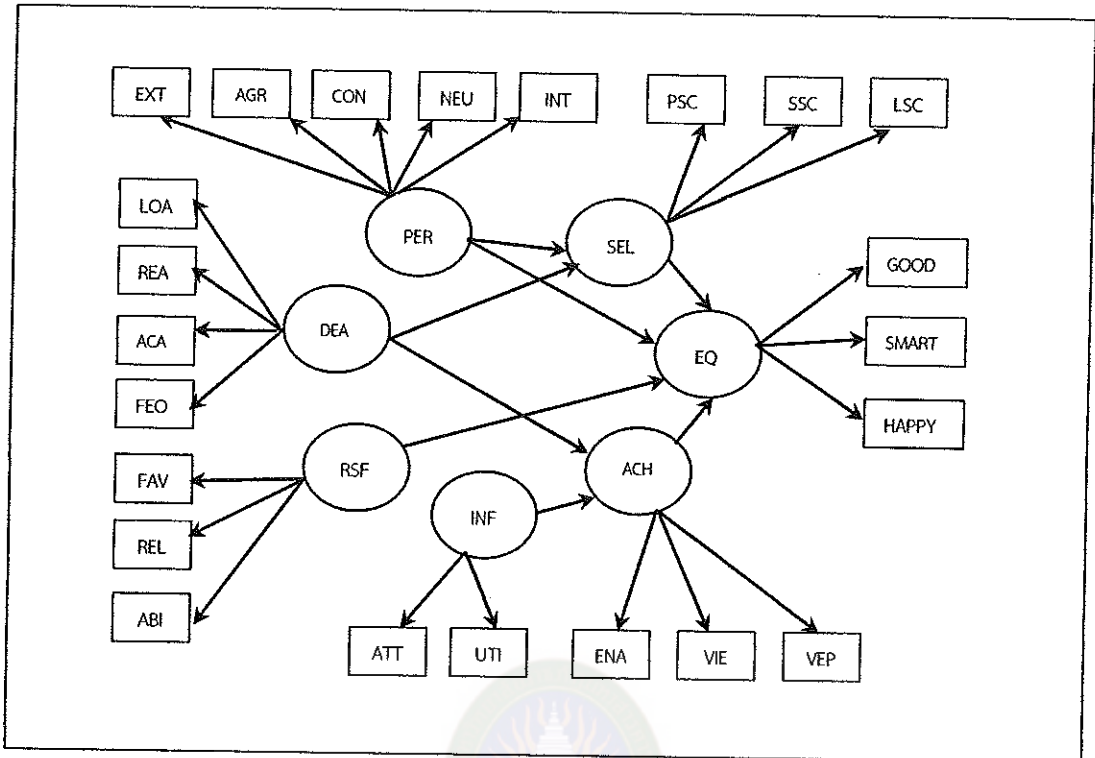 EXT AGR CON NEU INT PSC SSC LSC
LOA
PER
SEL
REA
GOOD
DEA
ACA
SMART
EQ
FEO
HAPPY
RSF
ACH
FAV
INF
REL
ABI
ATT UTI ENA VIE VEP